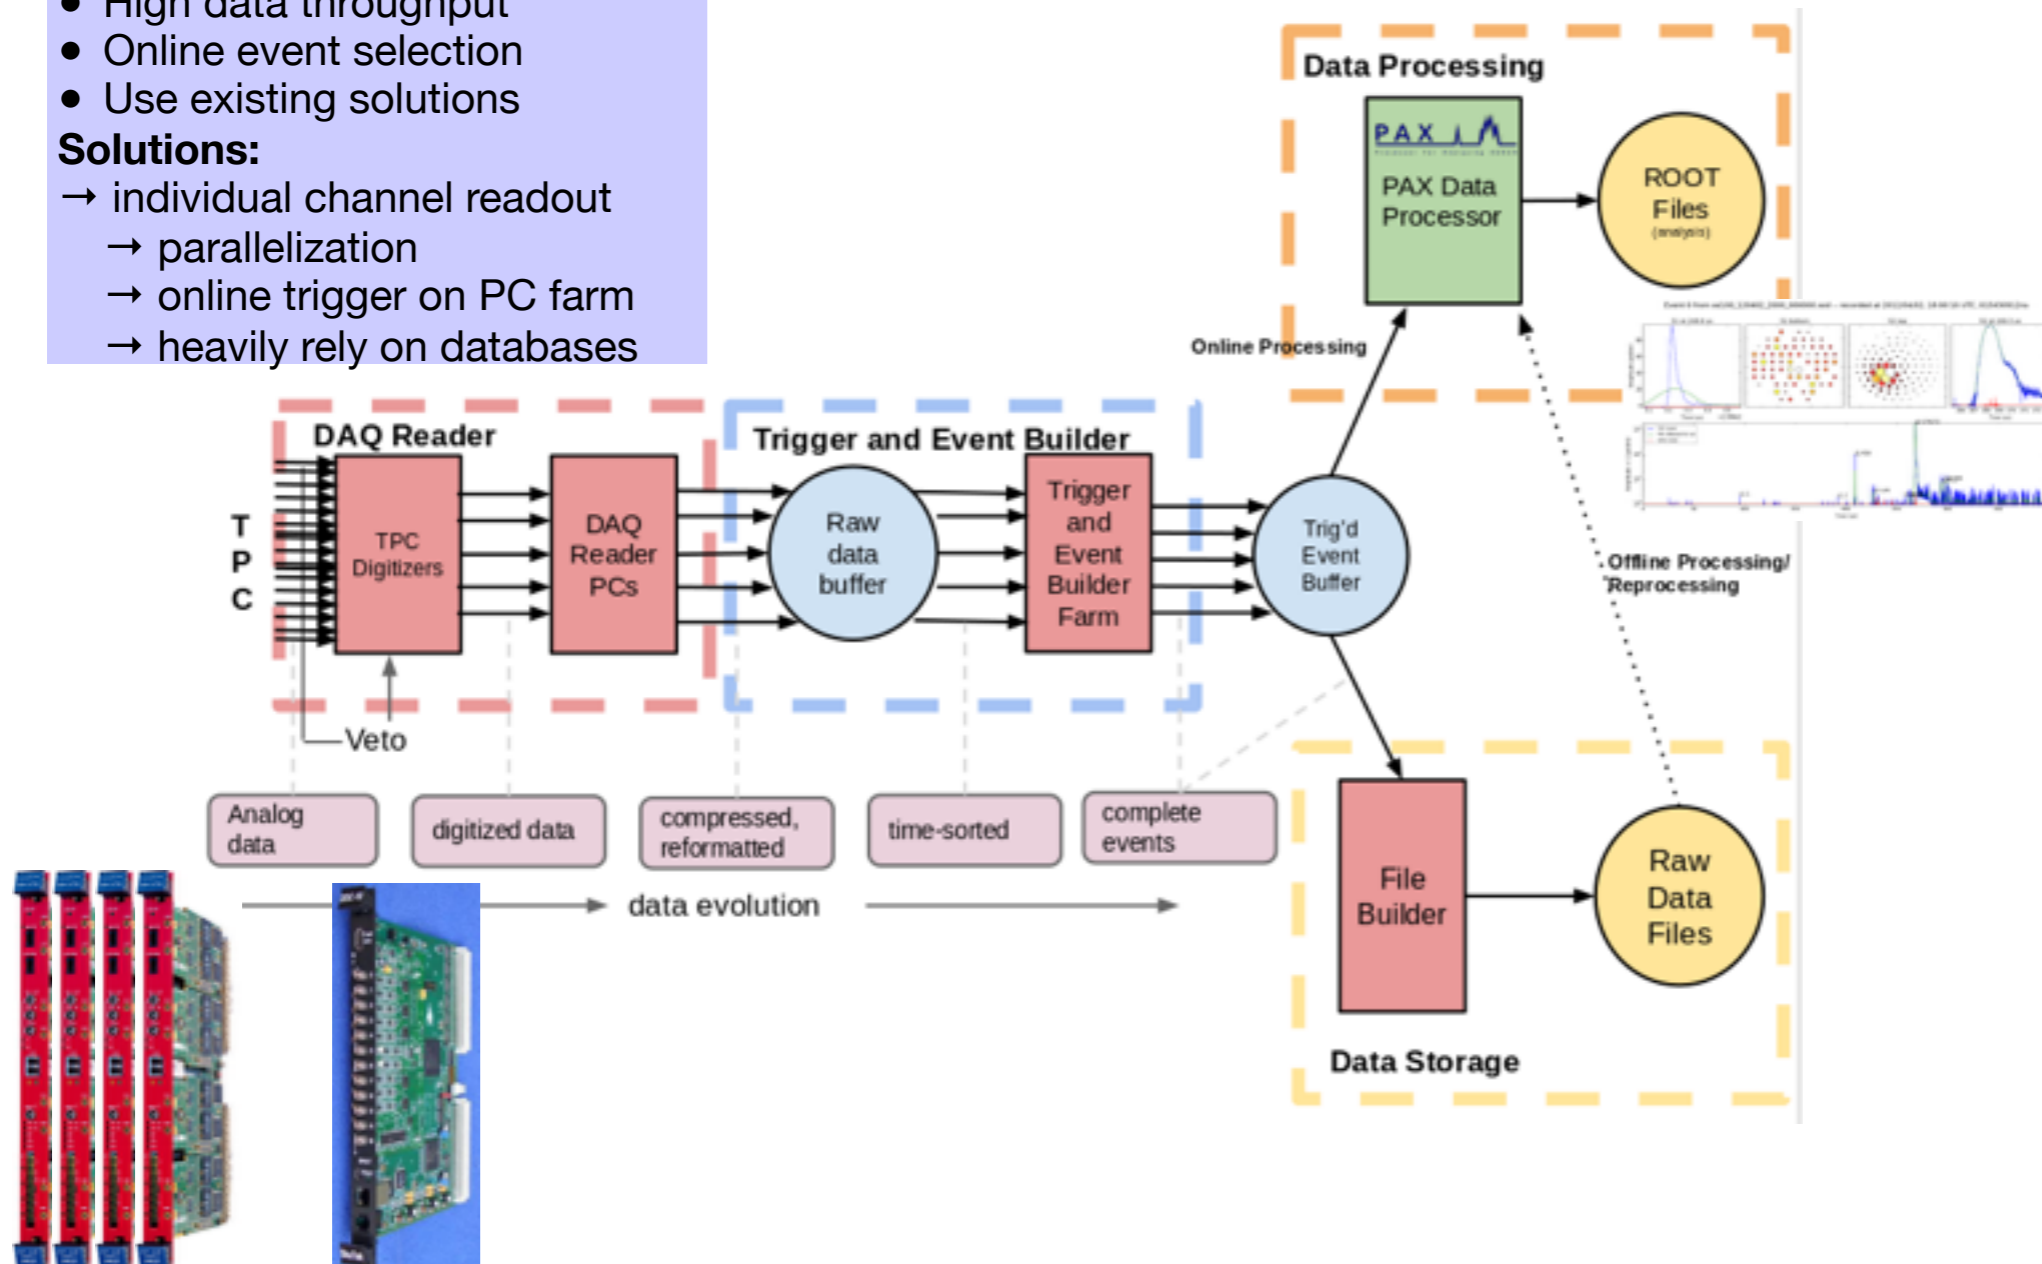 ● High data throughput
● Online event selection
● Use existing solutions
Solutions:
→ individual channel readout
→ parallelization
→ online trigger on PC farm
→ heavily rely on databases
Data Processing
PAX
PAX Data
Processor
ROOT
Files
(analysis)
Online Processing
DAQ Reader
Trigger and Event Builder
T
P
C
TPC
Digitizers
DAQ
Reader
PCs
Raw
data
buffer
Trigger
and
Event
Builder
Farm
Trig'd
Event
Buffer
Offline Processing/
Reprocessing
Veto
Analog
data
digitized data
compressed,
reformatted
time-sorted
complete
events
data evolution
File
Builder
Raw
Data
Files
Data Storage